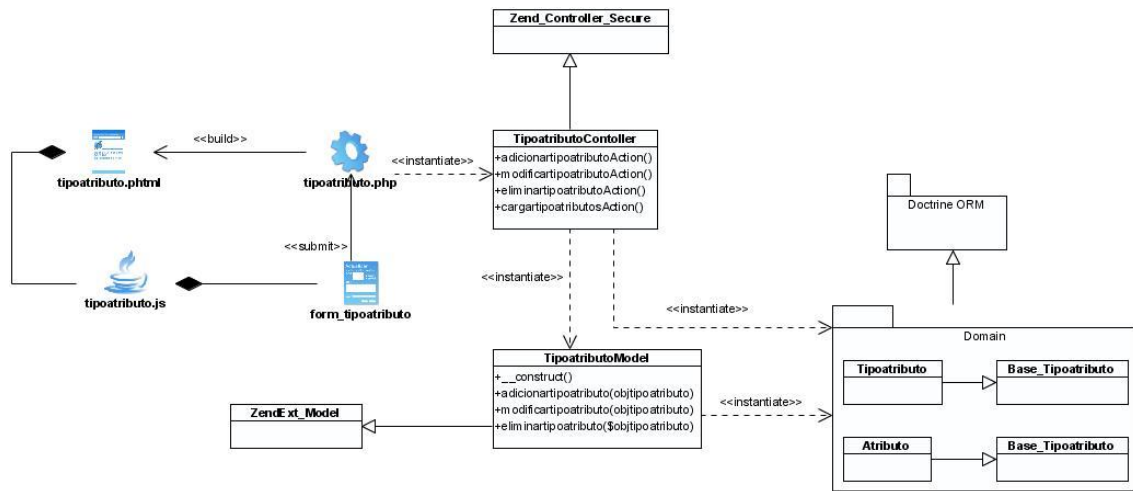 Zend_Controller_Secure
<<build>>
tipoatributo.phtml
tipoatributo.php
<<instantiate>>
TipoatributoContoller
+adicionartipoatributoAction()
+modificartipoatributoAction()
+eliminartipoatributoAction()
+cargartipoatributosAction()
Doctrine ORM
<<submit>>
tipoatributo.js
form_tipoatributo
<<instantiate>>
<<instantiate>>
Domain
TipoatributoModel
+__construct()
+adicionartipoatributo(objtipoatributo)
+modificartipoatributo(objtipoatributo)
+eliminartipoatributo($objtipoatributo)
<<instantiate>>
Tipoatributo
Base_Tipoatributo
ZendExt_Model
Atributo
Base_Tipoatributo